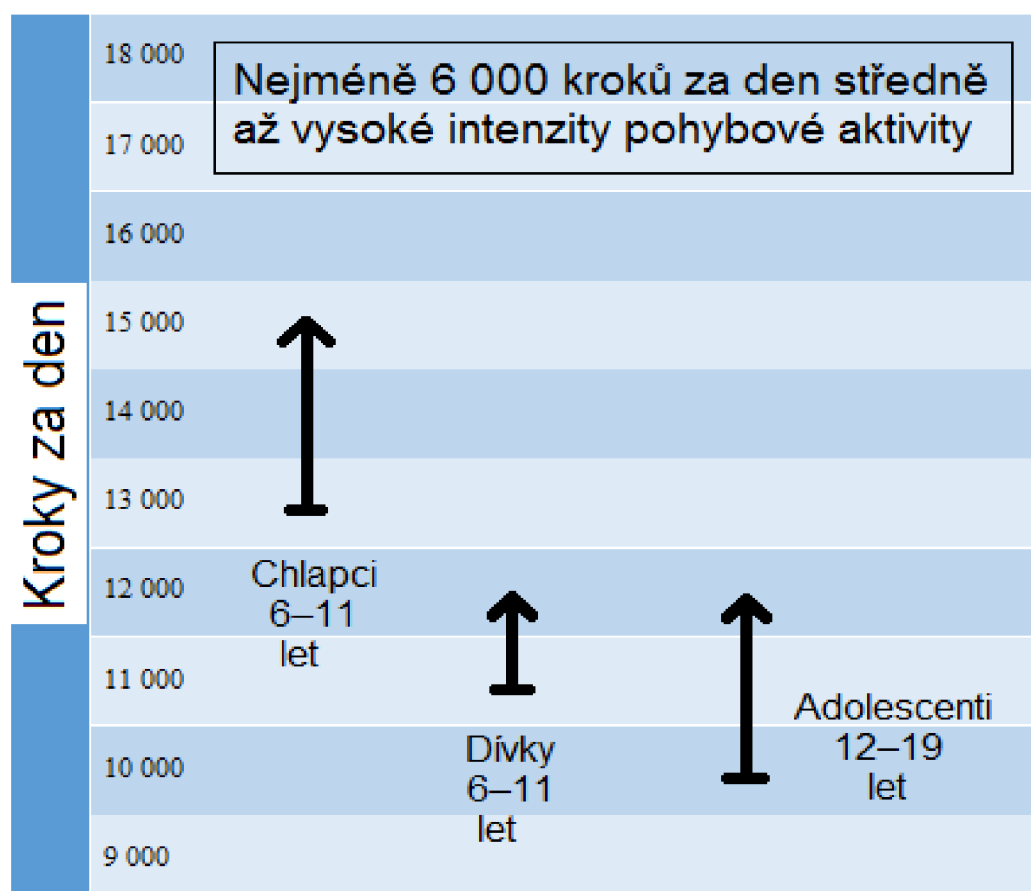 Kroky za den
18 000
Nejméně 6 000 kroků za den středně
až vysoké intenzity pohybové aktivity
17 000
16 000
15 000
14 000
13 000
12 000
11 000
10 000
9 000
Chlapci
6–11
let
Dívky
6–11
let
Adolescenti
12–19
let